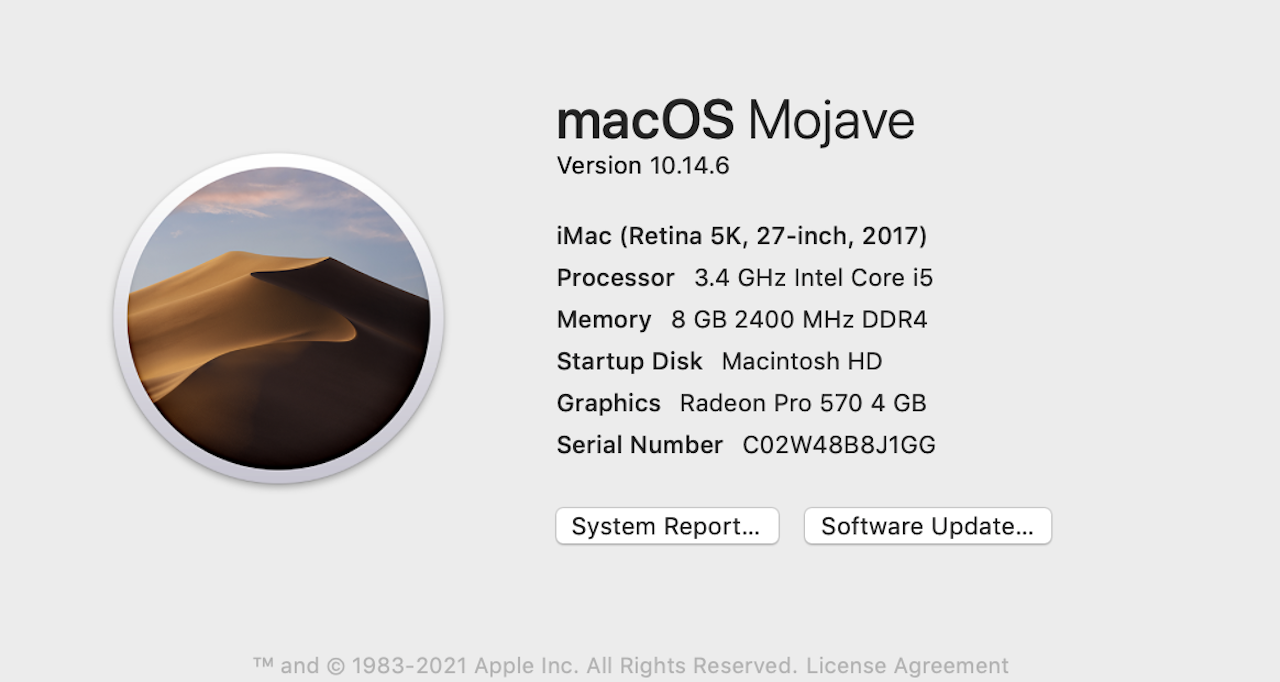 macOS Mojave
Version 10.14.6
iMac (Retina 5K, 27-inch, 2017)
Processor 3.4 GHz Intel Core i5
Memory 8 GB 2400 MHz DDR4
Startup Disk Macintosh HD
Graphics Radeon Pro 570 4 GB
Serial Number C02W48B8J1GG
System Report... Software Update...
™ and © 1983-2021 Apple Inc. All Rights Reserved. License Agreement